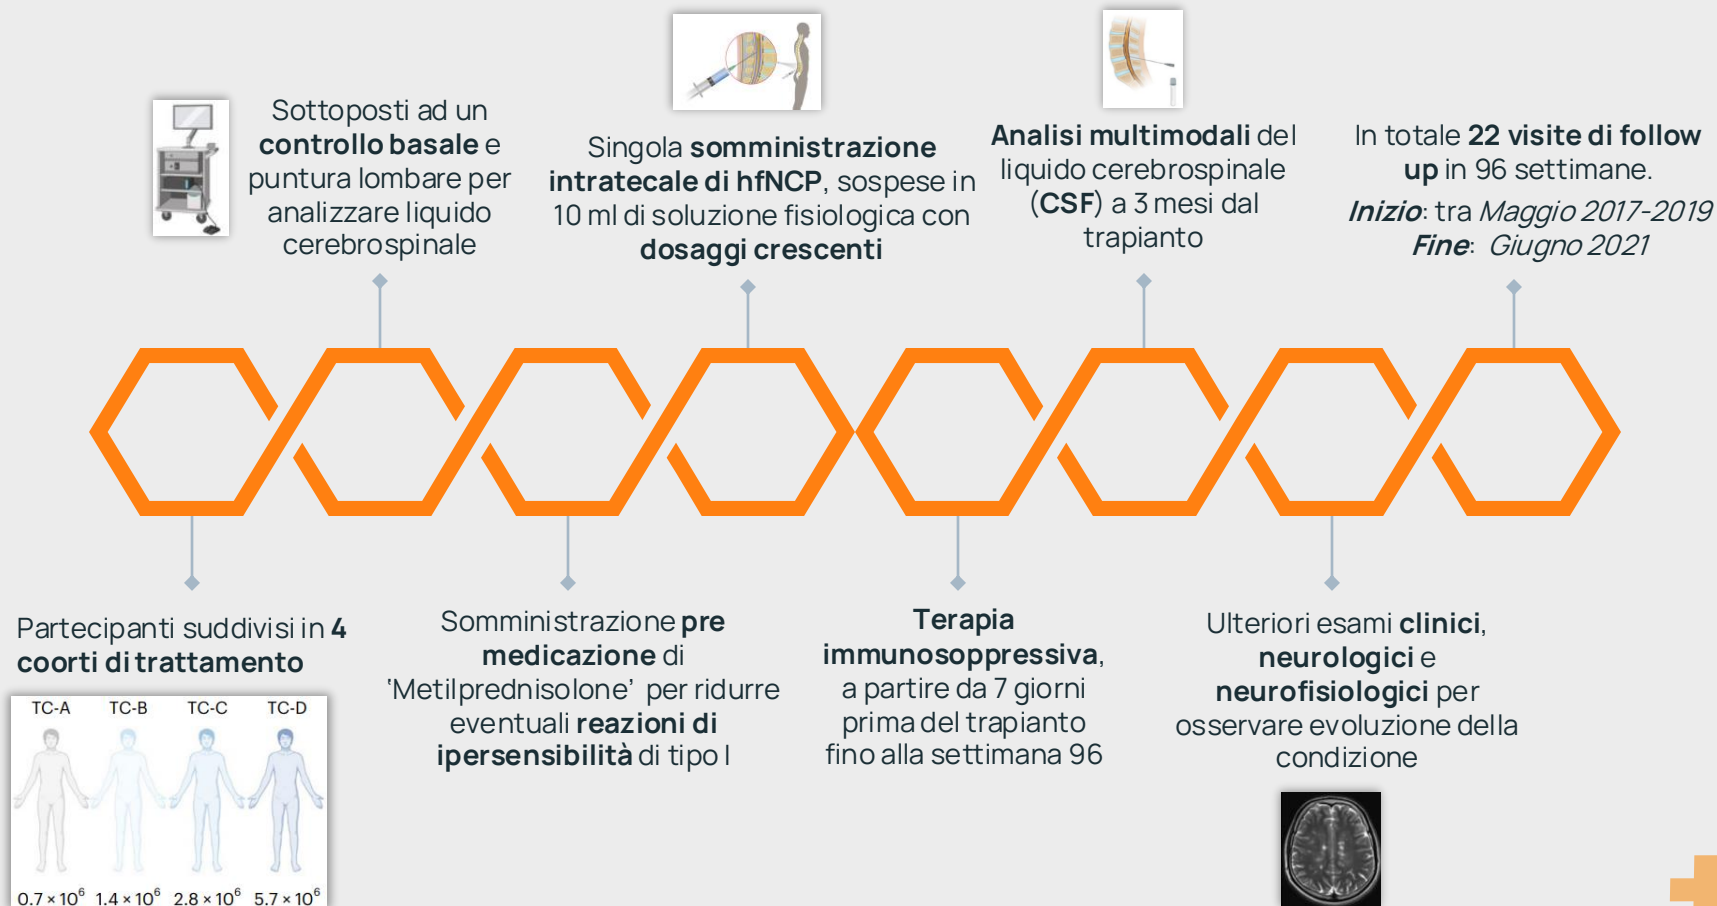 Sottoposti ad un
controllo basale e
puntura lombare per
analizzare liquido
cerebrospinale
Singola somministrazione
intratecale di hfNCP, sospese in
10 ml di soluzione fisiologica con
dosaggi crescenti
Analisi multimodali del
liquido cerebrospinale
(CSF) a 3 mesi dal
trapianto
In totale 22 visite di follow
up in 96 settimane.
Inizio: tra Maggio 2017-2019
Fine: Giugno 2021
Partecipanti suddivisi in 4
coorti di trattamento
TC-A TC-B TC-C TC-D
0.7 × 10⁶ 1.4 × 10⁶ 2.8 × 10⁶ 5.7 × 10⁶
Somministrazione pre
medicazione di
'Metilprednisolone' per ridurre
eventuali reazioni di
ipersensibilità di tipo I
Terapia
immunosoppressiva,
a partire da 7 giorni
prima del trapianto
fino alla settimana 96
Ulteriori esami clinici,
neurologici e
neurofisiologici per
osservare evoluzione della
condizione